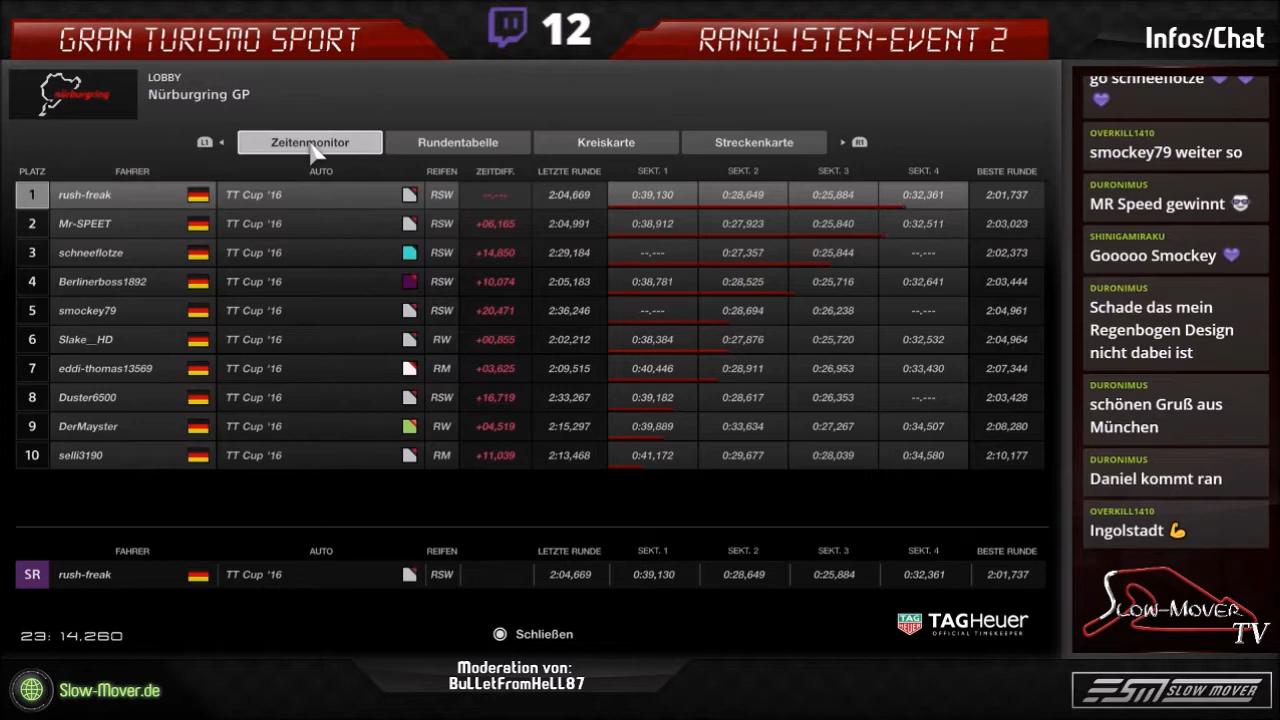 GRAN TURISMO SPORT
12
RANGLISTEN-EVENT 2
Infos/Chat
nürburgring
LOBBY
Nürburgring GP
L1 Zeitenmonitor Rundentabelle Kreiskarte Streckenkarte R1
PLATZ FAHRER AUTO REIFEN ZEITDIFF. LETZTE RUNDE SEKT. 1 SEKT. 2 SEKT. 3 SEKT. 4 BESTE RUNDE
1 rush-freak TT Cup '16 RSW --,--- 2:04,669 0:39,130 0:28,649 0:25,884 0:32,361 2:01,737
2 Mr-SPEET TT Cup '16 RSW +06,165 2:04,991 0:38,912 0:27,923 0:25,840 0:32,511 2:03,023
3 schneeflotze TT Cup '16 RSW +14,850 2:29,184 --,--- 0:27,357 0:25,844 --,--- 2:02,373
4 Berlinerboss1892 TT Cup '16 RSW +10,074 2:05,183 0:38,781 0:28,525 0:25,716 0:32,641 2:03,444
5 smockey79 TT Cup '16 RSW +20,471 2:36,246 --,--- 0:28,694 0:26,238 --,--- 2:04,961
6 Slake__HD TT Cup '16 RW +00,855 2:02,212 0:38,384 0:27,876 0:25,720 0:32,532 2:04,964
7 eddi-thomas13569 TT Cup '16 RM +03,625 2:09,515 0:40,446 0:28,911 0:26,953 0:33,430 2:07,344
8 Duster6500 TT Cup '16 RSW +16,719 2:33,267 0:39,182 0:28,617 0:26,353 --,--- 2:03,428
9 DerMayster TT Cup '16 RW +04,519 2:15,297 0:39,889 0:33,634 0:27,267 0:34,507 2:08,280
10 selli3190 TT Cup '16 RM +11,039 2:13,468 0:41,172 0:29,677 0:28,039 0:34,580 2:10,177
FAHRER AUTO REIFEN LETZTE RUNDE SEKT. 1 SEKT. 2 SEKT. 3 SEKT. 4 BESTE RUNDE
SR rush-freak TT Cup '16 RSW 2:04,669 0:39,130 0:28,649 0:25,884 0:32,361 2:01,737
23: 14,260
Schließen
TAG HEUER TAGHeuer
OFFICIAL TIMEKEEPER
go schneeflotze 💜 💜
💜
OVERKILL1410
smockey79 weiter so
DURONIMUS
MR Speed gewinnt 😎
SHINIGAMIRAKU
Gooooo Smockey 💜
DURONIMUS
Schade das mein
Regenbogen Design
nicht dabei ist
DURONIMUS
schönen Gruß aus
München
DURONIMUS
Daniel kommt ran
OVERKILL1410
Ingolstadt 💪
SLOW-MOVER
TV
Slow-Mover.de
Moderation von:
BuLLetFromHeLL87
SM SLOW MOVER